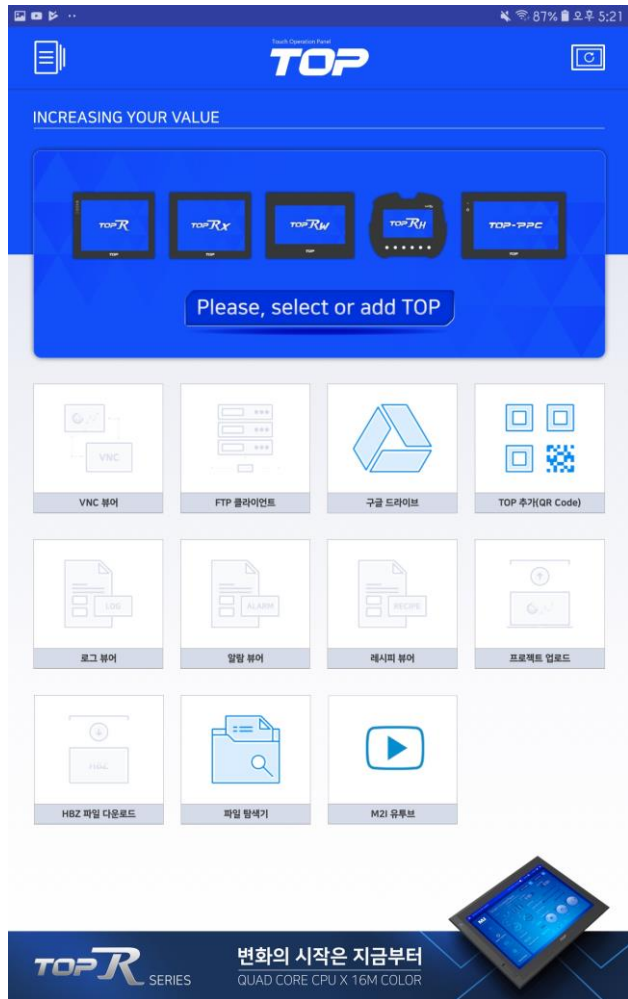 87% 오후 5:21
Touch Operation Panel
TOP
INCREASING YOUR VALUE
TOP R
TOP RX
TOP RW
TOP RH
TOP-PPC
TOP
TOP
TOP
TOP
Please, select or add TOP
VNC
VNC 뷰어
FTP 클라이언트
구글 드라이브
TOP 추가(QR Code)
LOG
ALARM
RECIPE
로그 뷰어
알람 뷰어
레시피 뷰어
프로젝트 업로드
HBZ
HBZ 파일 다운로드
파일 탐색기
M2I 유투브
TOP R SERIES
변화의 시작은 지금부터
QUAD CORE CPU X 16M COLOR